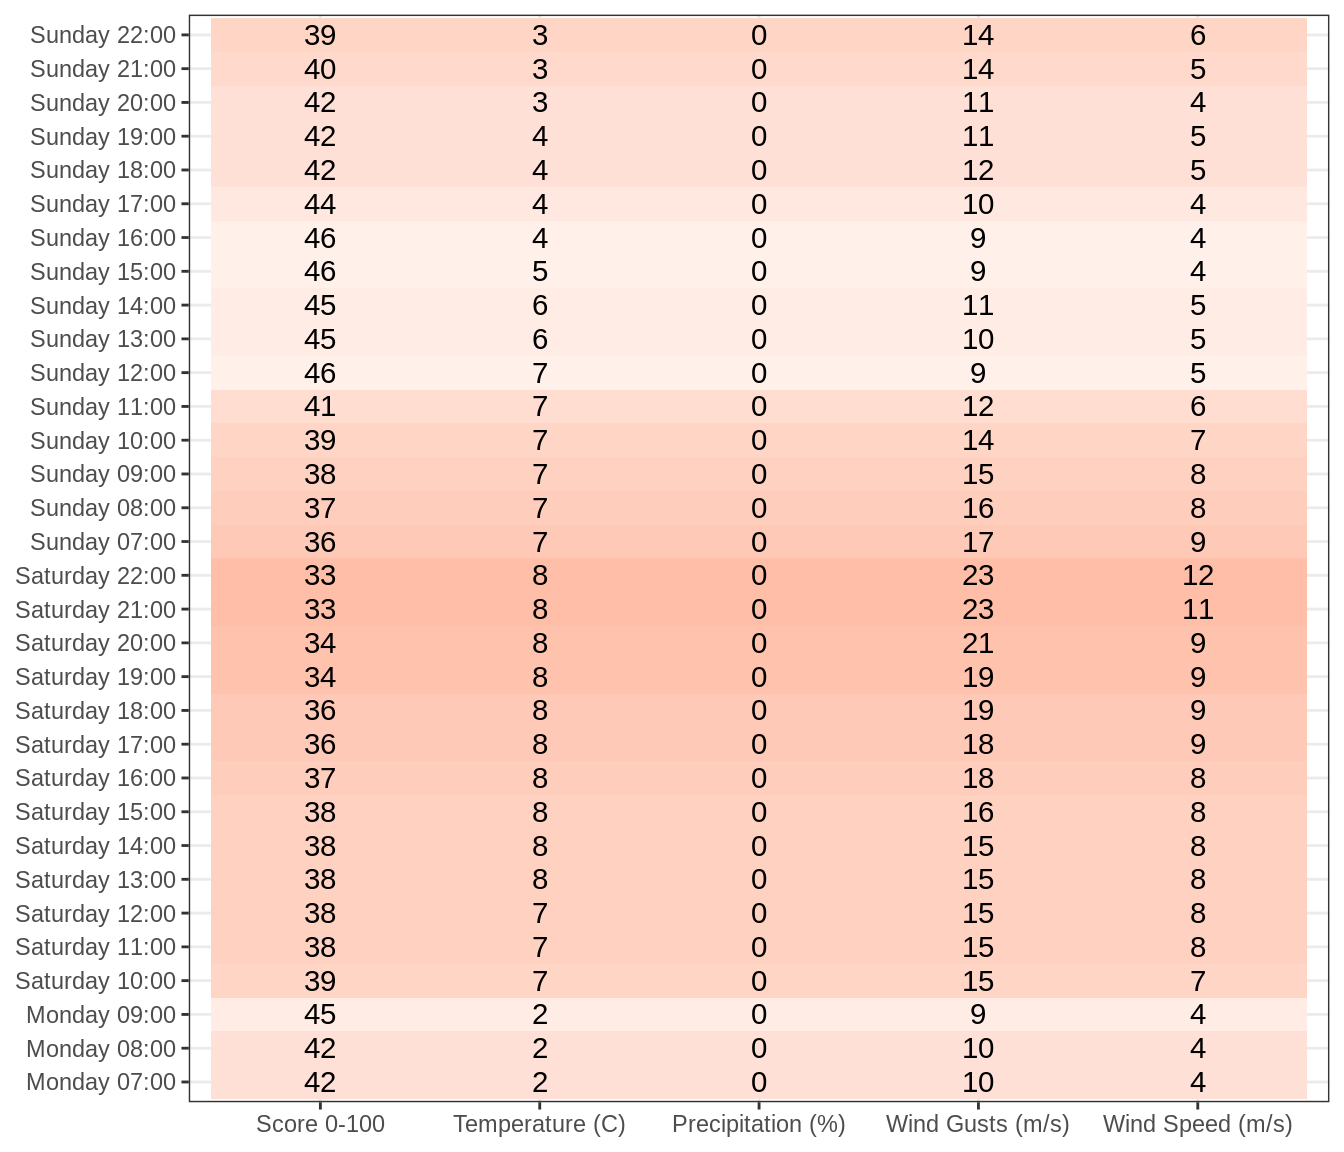 Sunday 22:00 39 3 0 14 6
Sunday 21:00 40 3 0 14 5
Sunday 20:00 42 3 0 11 4
Sunday 19:00 42 4 0 11 5
Sunday 18:00 42 4 0 12 5
Sunday 17:00 44 4 0 10 4
Sunday 16:00 46 4 0 9 4
Sunday 15:00 46 5 0 9 4
Sunday 14:00 45 6 0 11 5
Sunday 13:00 45 6 0 10 5
Sunday 12:00 46 7 0 9 5
Sunday 11:00 41 7 0 12 6
Sunday 10:00 39 7 0 14 7
Sunday 09:00 38 7 0 15 8
Sunday 08:00 37 7 0 16 8
Sunday 07:00 36 7 0 17 9
Saturday 22:00 33 8 0 23 12
Saturday 21:00 33 8 0 23 11
Saturday 20:00 34 8 0 21 9
Saturday 19:00 34 8 0 19 9
Saturday 18:00 36 8 0 19 9
Saturday 17:00 36 8 0 18 9
Saturday 16:00 37 8 0 18 8
Saturday 15:00 38 8 0 16 8
Saturday 14:00 38 8 0 15 8
Saturday 13:00 38 8 0 15 8
Saturday 12:00 38 7 0 15 8
Saturday 11:00 38 7 0 15 8
Saturday 10:00 39 7 0 15 7
Monday 09:00 45 2 0 9 4
Monday 08:00 42 2 0 10 4
Monday 07:00 42 2 0 10 4
Score 0-100 Temperature (C) Precipitation (%) Wind Gusts (m/s) Wind Speed (m/s)